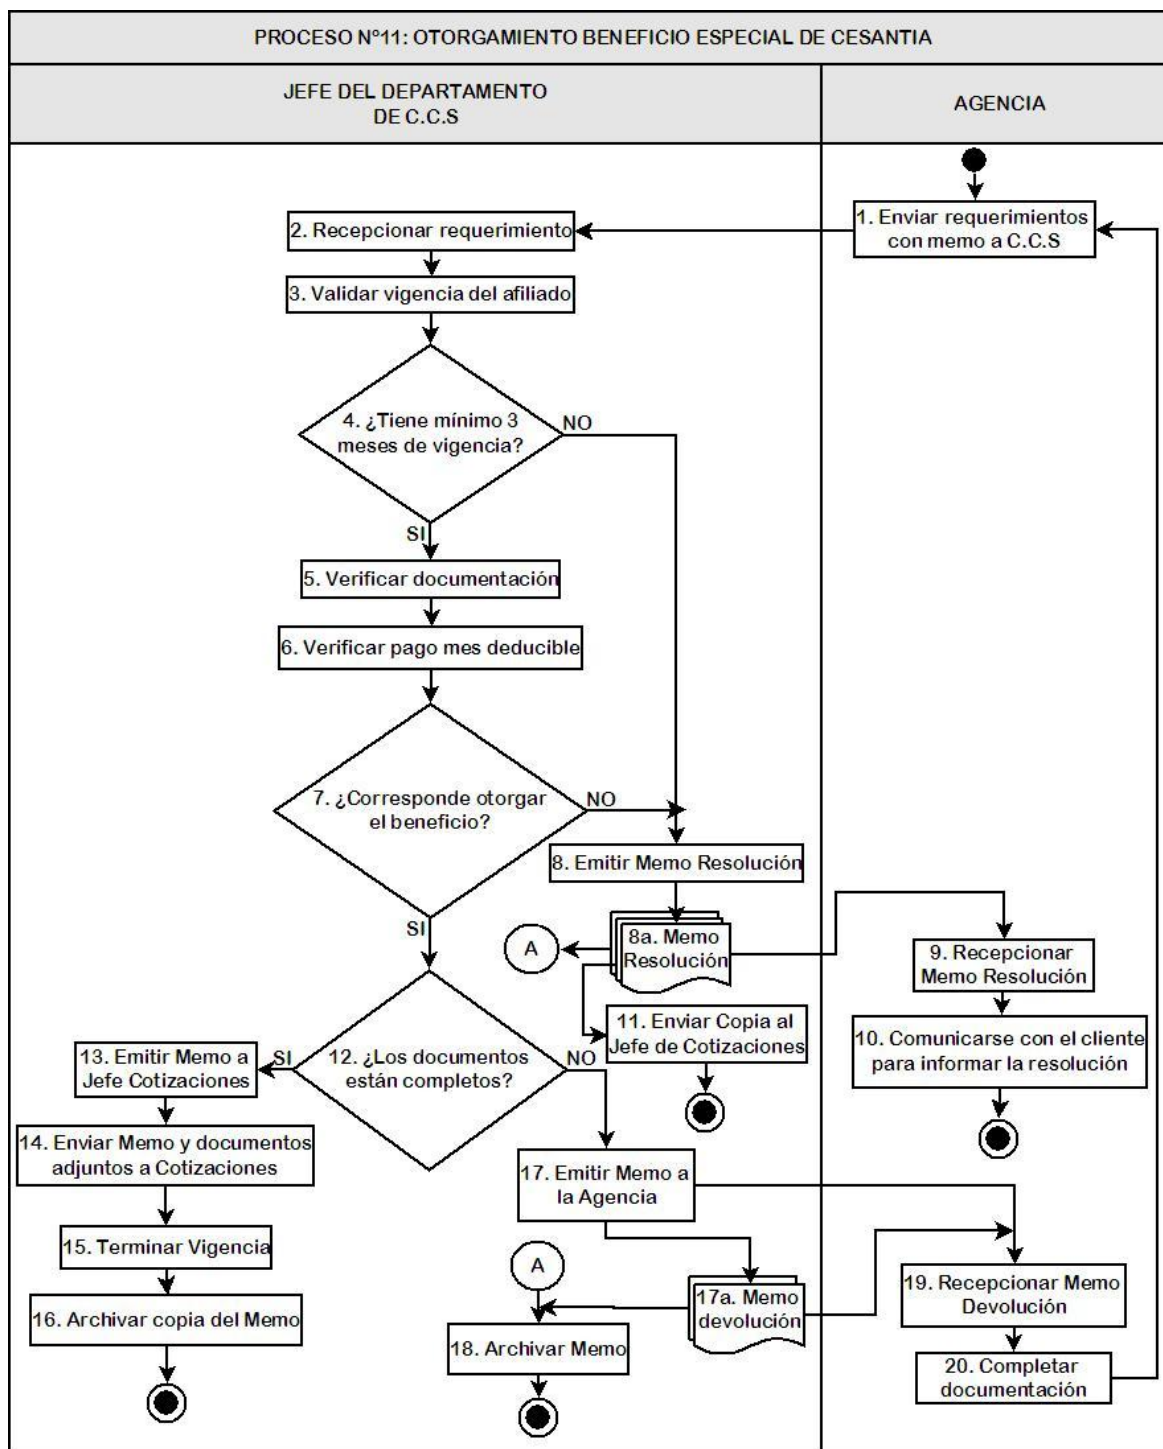 PROCESO Nº11: OTORGAMIENTO BENEFICIO ESPECIAL DE CESANTIA
JEFE DEL DEPARTAMENTO
DE C.C.S
AGENCIA
1. Enviar requerimientos
con memo a C.C.S
2. Recepcionar requerimiento
3. Validar vigencia del afiliado
4. ¿Tiene mínimo 3
meses de vigencia?
NO
SI
5. Verificar documentación
6. Verificar pago mes deducible
7. ¿Corresponde otorgar
el beneficio?
NO
SI
8. Emitir Memo Resolución
8a. Memo
Resolución
A
9. Recepcionar
Memo Resolución
10. Comunicarse con el cliente
para informar la resolución
11. Enviar Copia al
Jefe de Cotizaciones
12. ¿Los documentos
están completos?
SI
NO
13. Emitir Memo a
Jefe Cotizaciones
14. Enviar Memo y documentos
adjuntos a Cotizaciones
15. Terminar Vigencia
16. Archivar copia del Memo
17. Emitir Memo a
la Agencia
17a. Memo
devolución
A
18. Archivar Memo
19. Recepcionar Memo
Devolución
20. Completar
documentación